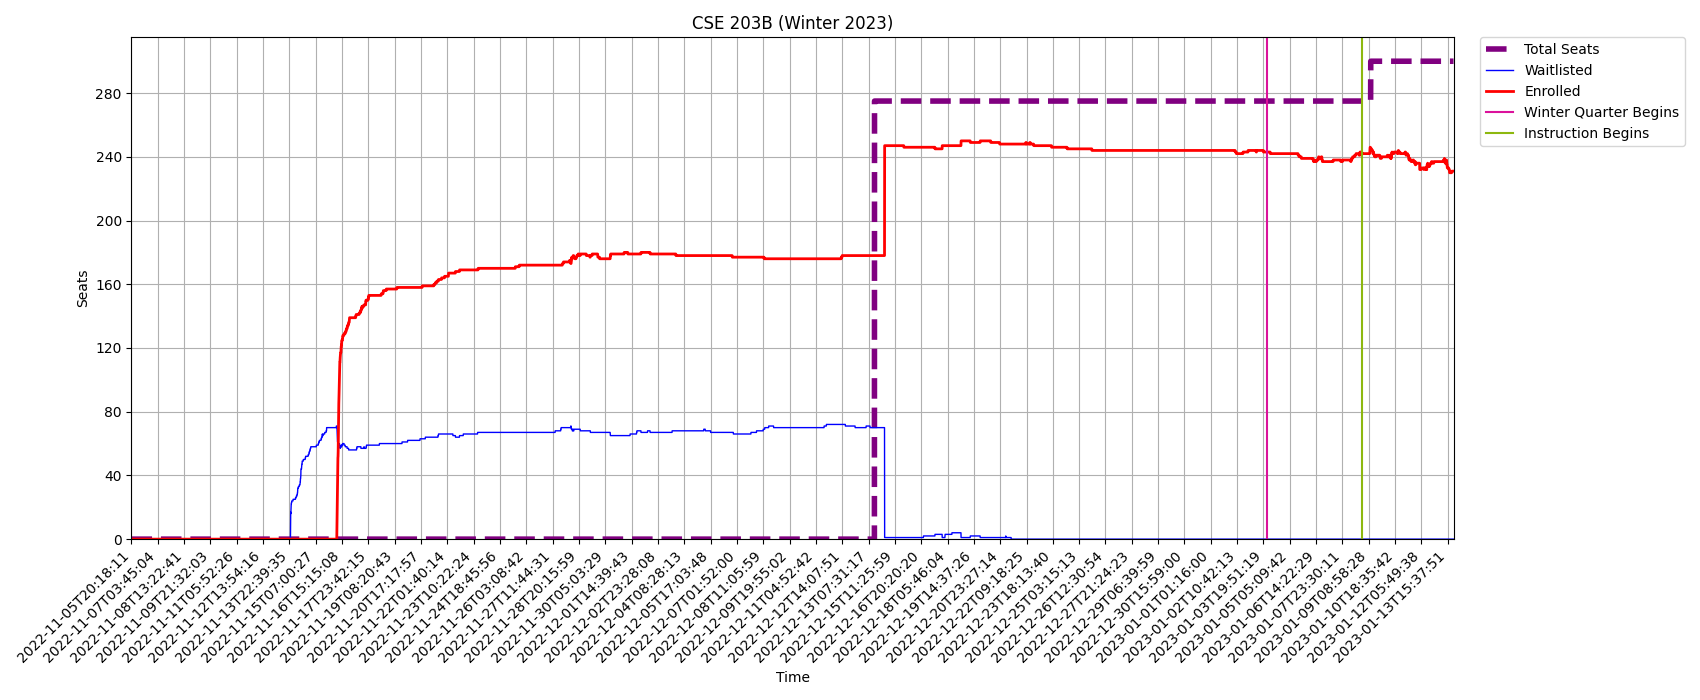 CSE 203B (Winter 2023)
Total Seats
Waitlisted
Enrolled
Winter Quarter Begins
Instruction Begins
Seats
280
240
200
160
120
80
40
0
2022-11-05T20:18:11
2022-11-07T03:45:04
2022-11-08T13:22:41
2022-11-09T21:32:03
2022-11-11T05:52:26
2022-11-12T13:54:16
2022-11-13T22:39:35
2022-11-15T07:00:27
2022-11-16T15:15:08
2022-11-17T23:42:15
2022-11-19T08:20:43
2022-11-20T17:17:57
2022-11-22T01:40:14
2022-11-23T10:22:24
2022-11-24T18:45:56
2022-11-26T03:08:42
2022-11-27T11:44:31
2022-11-28T20:15:59
2022-11-30T05:03:29
2022-12-01T14:39:43
2022-12-02T23:28:08
2022-12-04T08:28:13
2022-12-05T17:03:48
2022-12-07T01:52:00
2022-12-08T11:05:59
2022-12-09T19:55:02
2022-12-11T04:52:42
2022-12-12T14:07:51
2022-12-13T07:31:17
2022-12-15T11:25:59
2022-12-16T20:20:20
2022-12-18T05:46:04
2022-12-19T14:37:26
2022-12-20T23:27:14
2022-12-22T09:18:25
2022-12-23T18:13:40
2022-12-25T03:15:13
2022-12-26T12:30:54
2022-12-27T21:24:23
2022-12-29T06:39:59
2022-12-30T15:59:00
2023-01-01T01:16:00
2023-01-02T10:42:13
2023-01-03T19:51:19
2023-01-05T05:09:42
2023-01-06T14:22:29
2023-01-07T23:30:11
2023-01-09T08:58:28
2023-01-10T18:35:42
2023-01-12T05:49:38
2023-01-13T15:37:51
Time